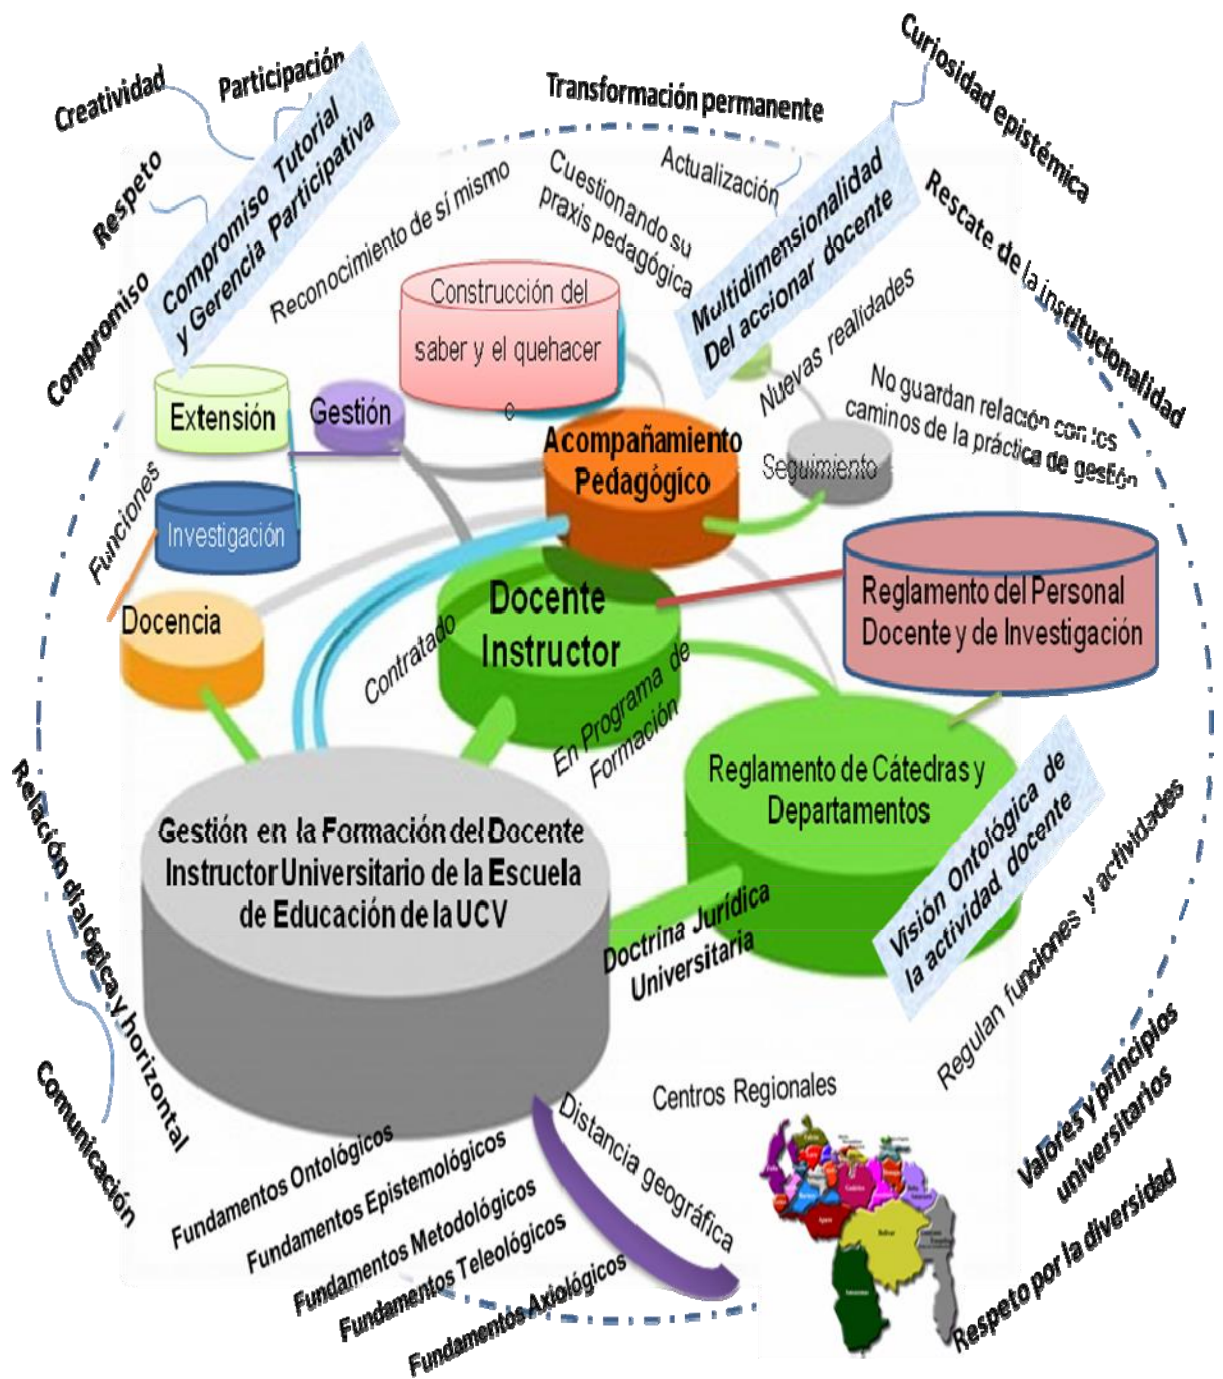 Creatividad
Participación
Transformación permanente
Curiosidad epistémica
Respeto
Compromiso
Compromiso Tutorial
y Gerencia Participativa
Reconocimiento de sí mismo
Cuestionando su
praxis pedagógica
Actualización
Multidimensionalidad
Del accionar docente
Rescate de la institucionalidad
Construcción del
saber y el quehacer
Nuevas realidades
No guardan relación con los
caminos de la práctica de gestión
Extensión
Gestión
Acompañamiento
Pedagógico
Seguimiento
Funciones
Investigación
Docencia
Contratado
Docente
Instructor
En Programa de
Formación
Reglamento del Personal
Docente y de Investigación
Reglamento de Cátedras y
Departamentos
Visión Ontológica de
la actividad docente
Regulan funciones y actividades
Gestión en la Formación del Docente
Instructor Universitario de la Escuela
de Educación de la UCV
Doctrina Jurídica
Universitaria
Relación dialógica y horizontal
Comunicación
Fundamentos Ontológicos
Fundamentos Epistemológicos
Fundamentos Metodológicos
Fundamentos Teleológicos
Fundamentos Axiológicos
Distancia geográfica
Centros Regionales
Valores y principios
universitarios
Respeto por la diversidad